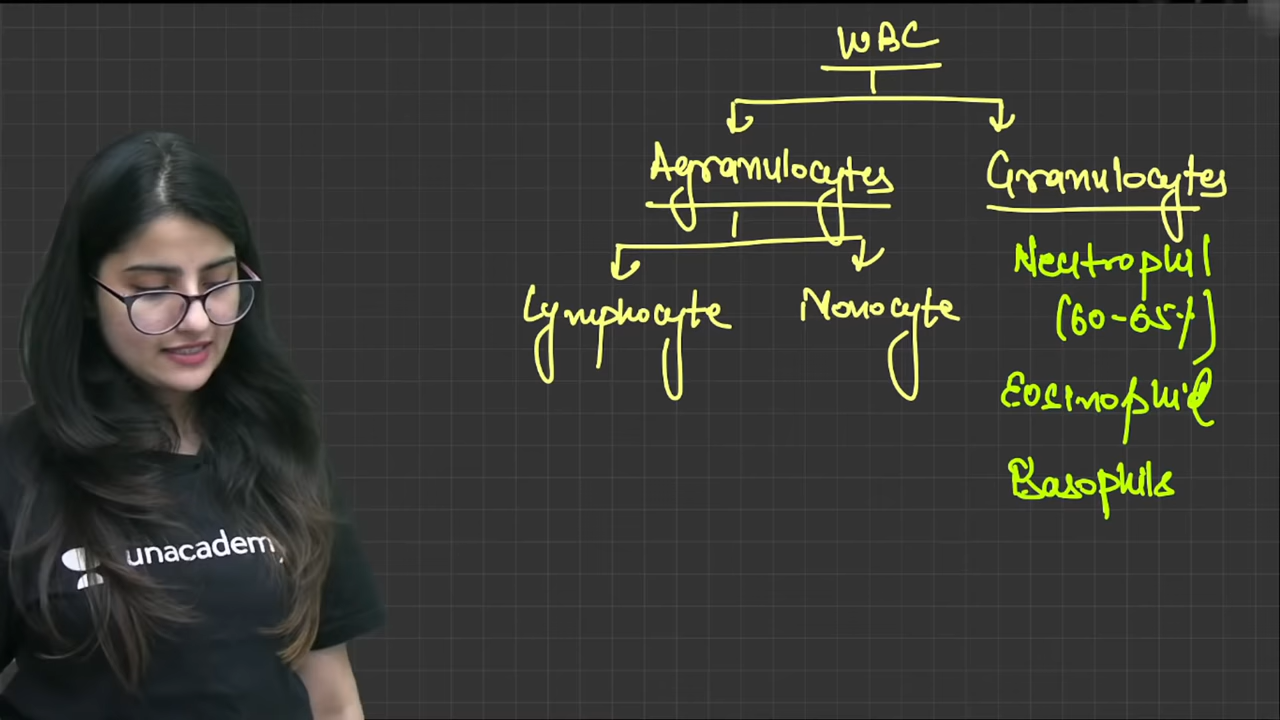 WBC
Agranulocytes Granulocytes
Lymphocyte Monocyte
Neutrophil
(60-65%)
Eosinophil
Basophils
unacademy